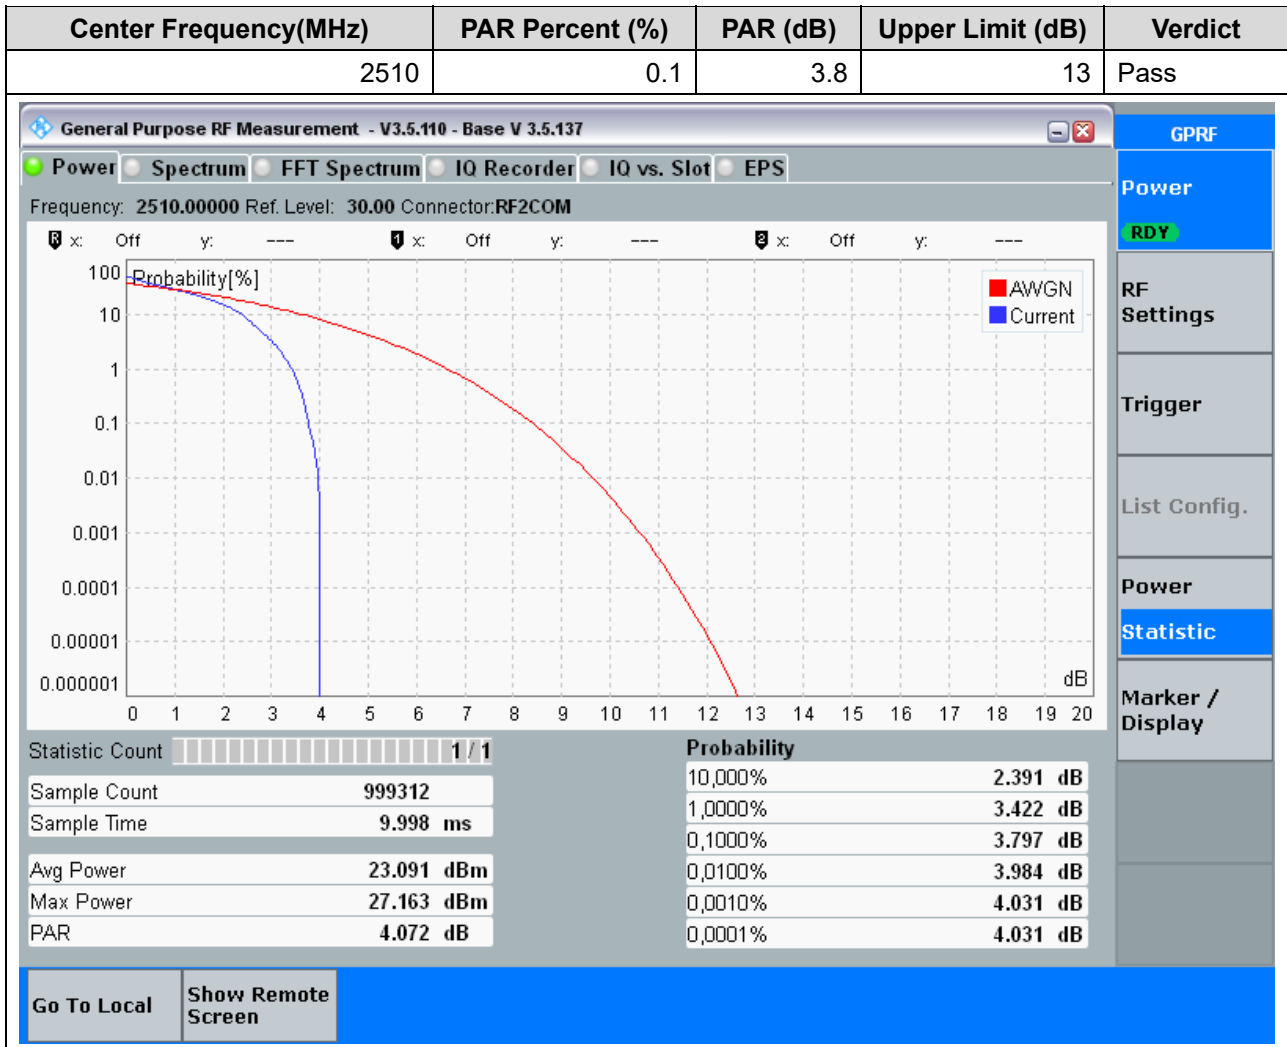 Center Frequency(MHz) PAR Percent (%) PAR (dB) Upper Limit (dB) Verdict
2510 0.1 3.8 13 Pass
General Purpose RF Measurement - V3.5.110 - Base V 3.5.137
GPRF
Power Spectrum FFT Spectrum IQ Recorder IQ vs. Slot EPS
Power
RDY
Frequency: 2510.00000 Ref. Level: 30.00 Connector:RF2COM
R x: Off y: --- 1 x: Off y: --- 2 x: Off y: ---
Probability[%]
AWGN
Current
100
10
1
0.1
0.01
0.001
0.0001
0.00001
0.000001
dB
0 1 2 3 4 5 6 7 8 9 10 11 12 13 14 15 16 17 18 19 20
RF
Settings
Trigger
List Config.
Power
Statistic
Marker /
Display
Statistic Count 1 / 1
Sample Count 999312
Sample Time 9.998 ms
Avg Power 23.091 dBm
Max Power 27.163 dBm
PAR 4.072 dB
Probability
10,000% 2.391 dB
1,0000% 3.422 dB
0,1000% 3.797 dB
0,0100% 3.984 dB
0,0010% 4.031 dB
0,0001% 4.031 dB
Go To Local
Show Remote
Screen